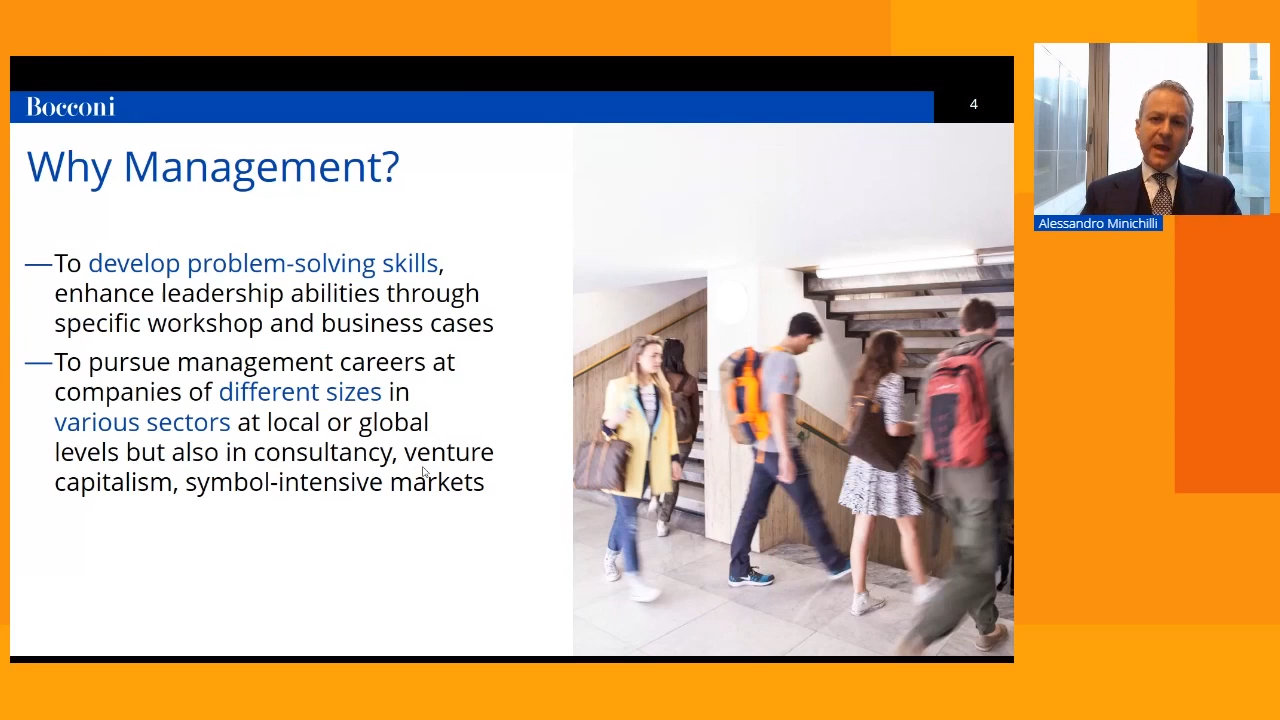 Bocconi
4
Why Management?
—To develop problem-solving skills,
enhance leadership abilities through
specific workshop and business cases
—To pursue management careers at
companies of different sizes in
various sectors at local or global
levels but also in consultancy, venture
capitalism, symbol-intensive markets
Alessandro Minichilli